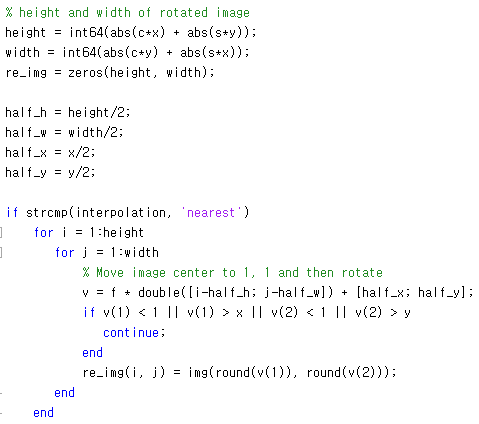 % height and width of rotated image
height = int64(abs(c*x) + abs(s*y));
width = int64(abs(c*y) + abs(s*x));
re_img = zeros(height, width);

half_h = height/2;
half_w = width/2;
half_x = x/2;
half_y = y/2;

if strcmp(interpolation, 'nearest')
    for i = 1:height
        for j = 1:width
            % Move image center to 1, 1 and then rotate
            v = f * double([i-half_h; j-half_w]) + [half_x; half_y];
            if v(1) < 1 || v(1) > x || v(2) < 1 || v(2) > y
                continue;
            end
            re_img(i, j) = img(round(v(1)), round(v(2)));
        end
    end